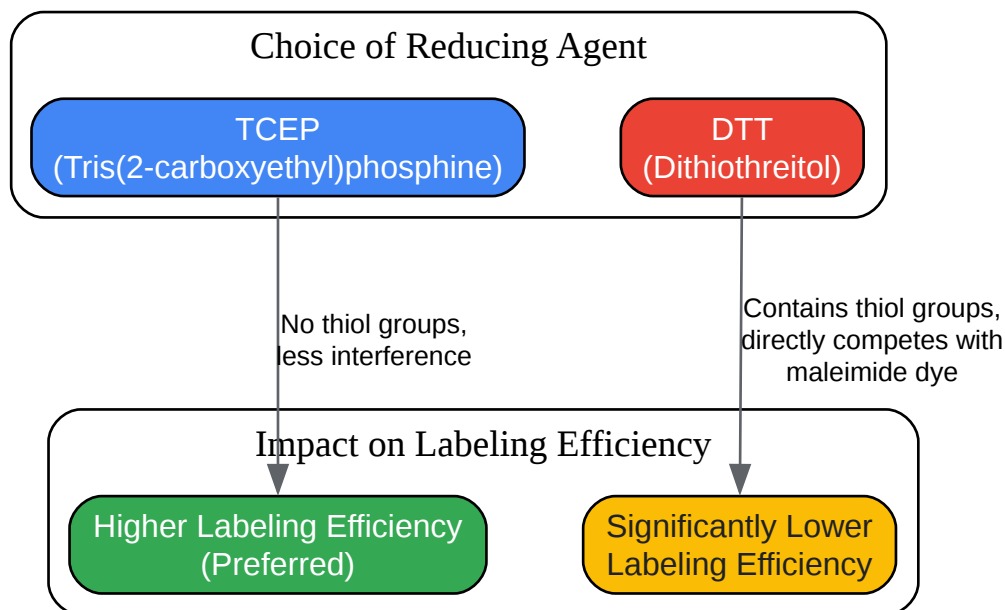 Choice of Reducing Agent
TCEP
(Tris(2-carboxyethyl)phosphine)
DTT
(Dithiothreitol)
No thiol groups,
less interference
Contains thiol groups,
directly competes with
maleimide dye
Impact on Labeling Efficiency
Higher Labeling Efficiency
(Preferred)
Significantly Lower
Labeling Efficiency